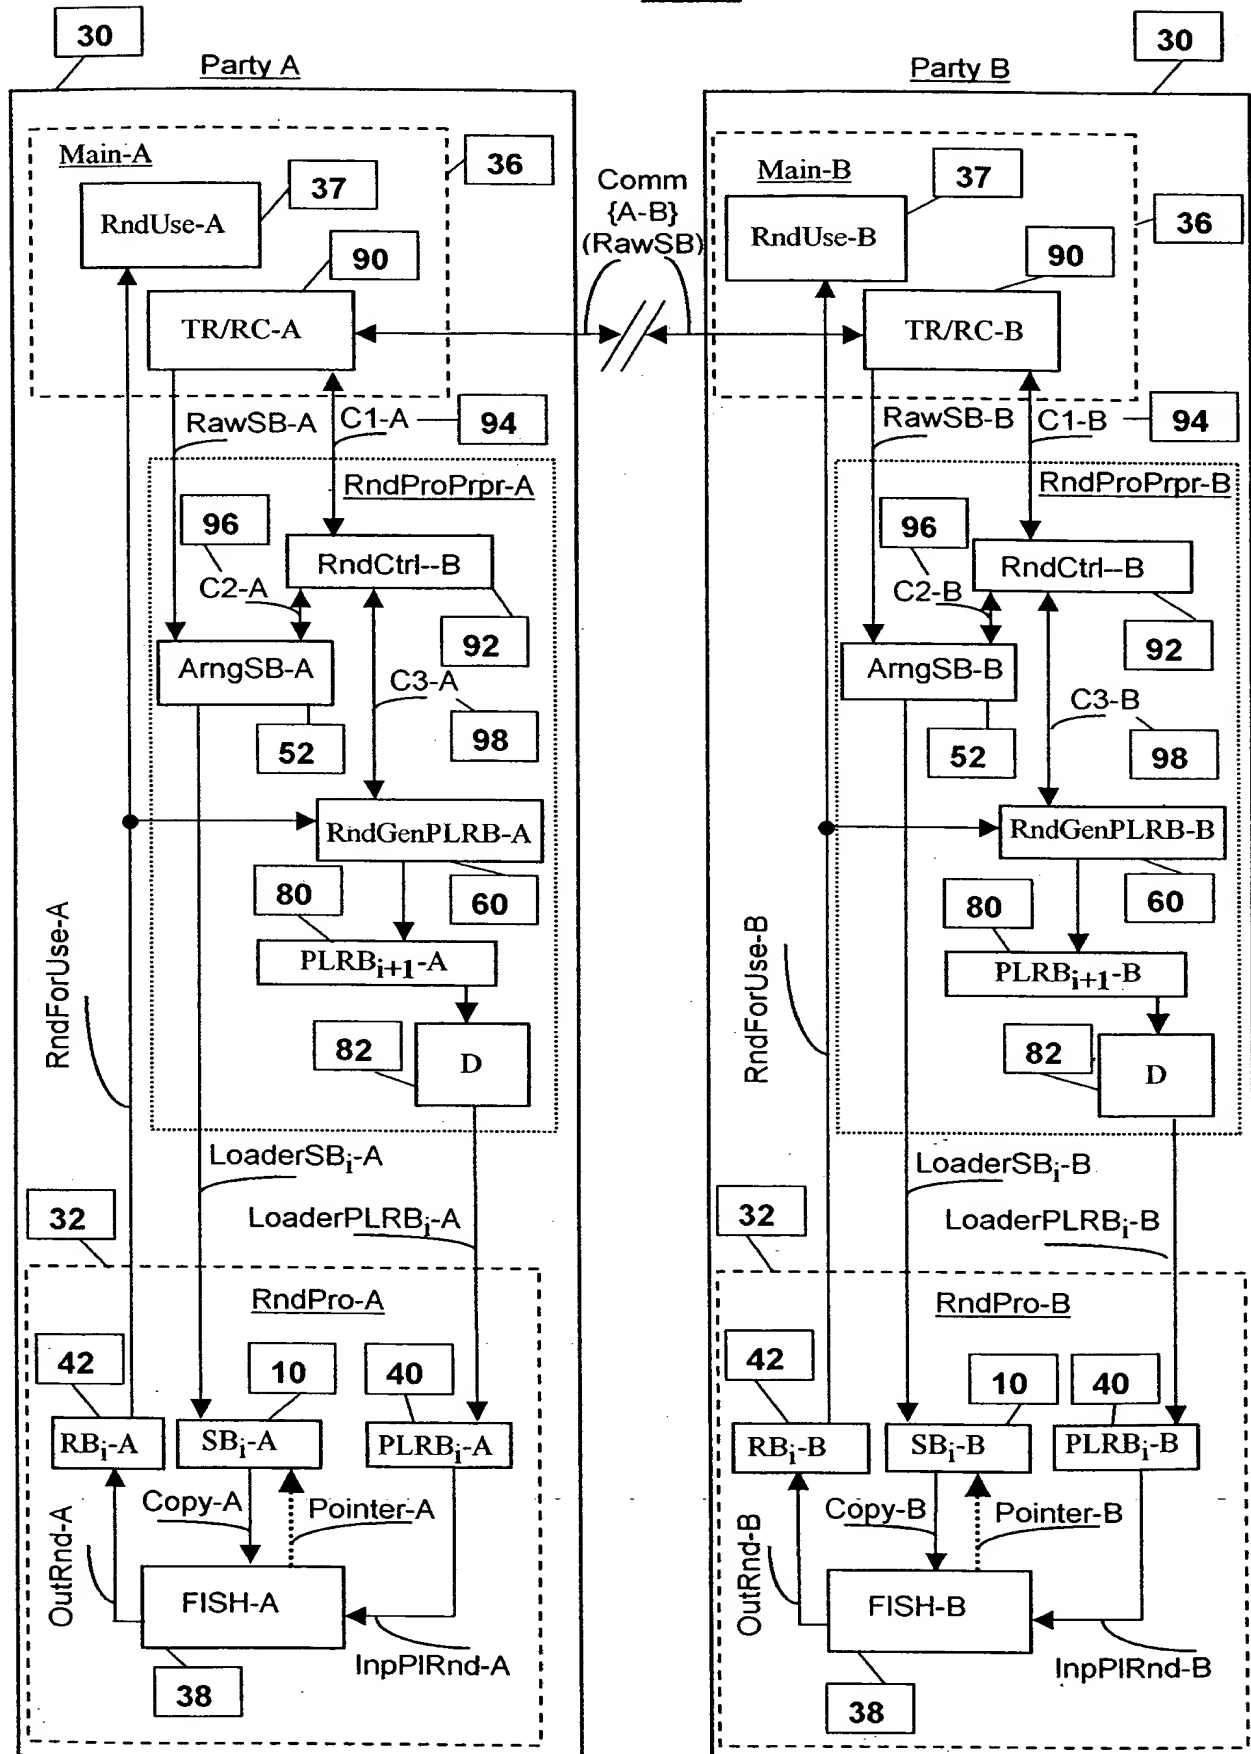 30
Party A
Main-A
36
37
RndUse-A
90
TR/RC-A
RawSB-A
C1-A
94
RndProPrpr-A
96
RndCtrl--B
C2-A
92
ArngSB-A
C3-A
52
98
RndGenPLRB-A
80
60
PLRBi+1-A
RndForUse-A
82
D
LoaderSBi-A
32
LoaderPLRBi-A
RndPro-A
42
10
40
RBi-A
SBi-A
PLRBi-A
Copy-A
Pointer-A
OutRnd-A
FISH-A
InpPlRnd-A
38
Comm
{A-B}
(RawSB)
30
Party B
Main-B
37
36
RndUse-B
90
TR/RC-B
RawSB-B
C1-B
94
RndProPrpr-B
96
RndCtrl--B
C2-B
92
ArngSB-B
C3-B
52
98
RndGenPLRB-B
80
60
PLRBi+1-B
RndForUse-B
82
D
LoaderSBi-B
32
LoaderPLRBi-B
RndPro-B
42
10
40
RBi-B
SBi-B
PLRBi-B
Copy-B
Pointer-B
OutRnd-B
FISH-B
InpPlRnd-B
38